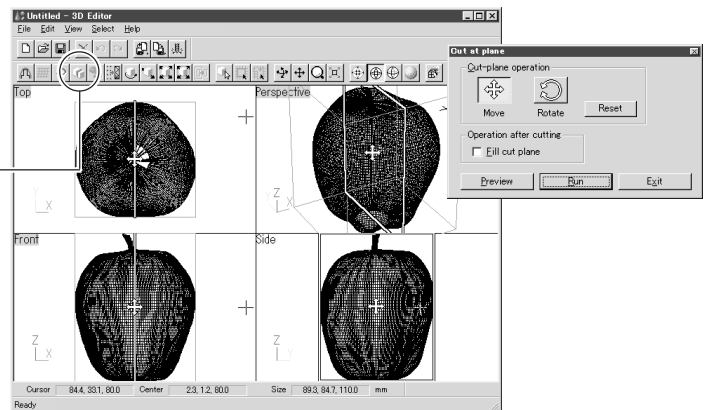 Untitled - 3D Editor
File Edit View Select Help
Top
Perspective
Y
X
Z
X
Front
Side
Z
X
Z
Y
Cursor 84.4, 33.1, 80.0 Center 2.3, 1.2, 80.0 Size 89.3, 84.7, 110.0 mm
Ready
Cut at plane
Cut-plane operation
Move Rotate Reset
Operation after cutting
Fill cut plane
Preview Run Exit